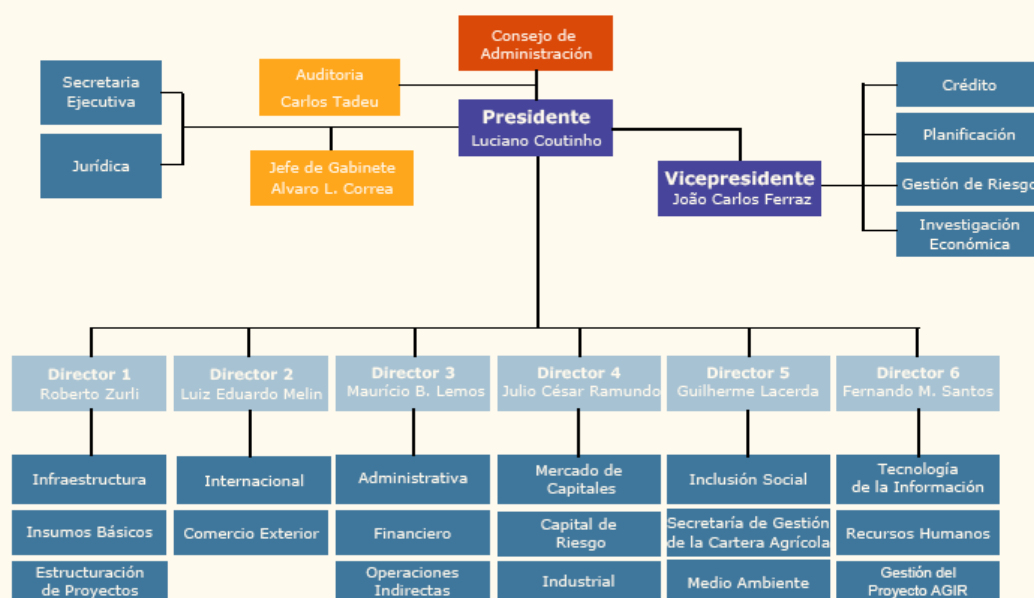 Consejo de
Administración
Auditoria
Carlos Tadeu
Secretaria
Ejecutiva
Jurídica
Presidente
Luciano Coutinho
Jefe de Gabinete
Alvaro L. Correa
Vicepresidente
João Carlos Ferraz
Crédito
Planificación
Gestión de Riesgo
Investigación
Económica
Director 1
Roberto Zurli
Director 2
Luiz Eduardo Melin
Director 3
Maurício B. Lemos
Director 4
Julio César Ramundo
Director 5
Guilherme Lacerda
Director 6
Fernando M. Santos
Infraestructura
Insumos Básicos
Estructuración
de Proyectos
Internacional
Comercio Exterior
Administrativa
Financiero
Operaciones
Indirectas
Mercado de
Capitales
Capital de
Riesgo
Industrial
Inclusión Social
Secretaría de Gestión
de la Cartera Agrícola
Medio Ambiente
Tecnología
de la Información
Recursos Humanos
Gestión del
Proyecto AGIR